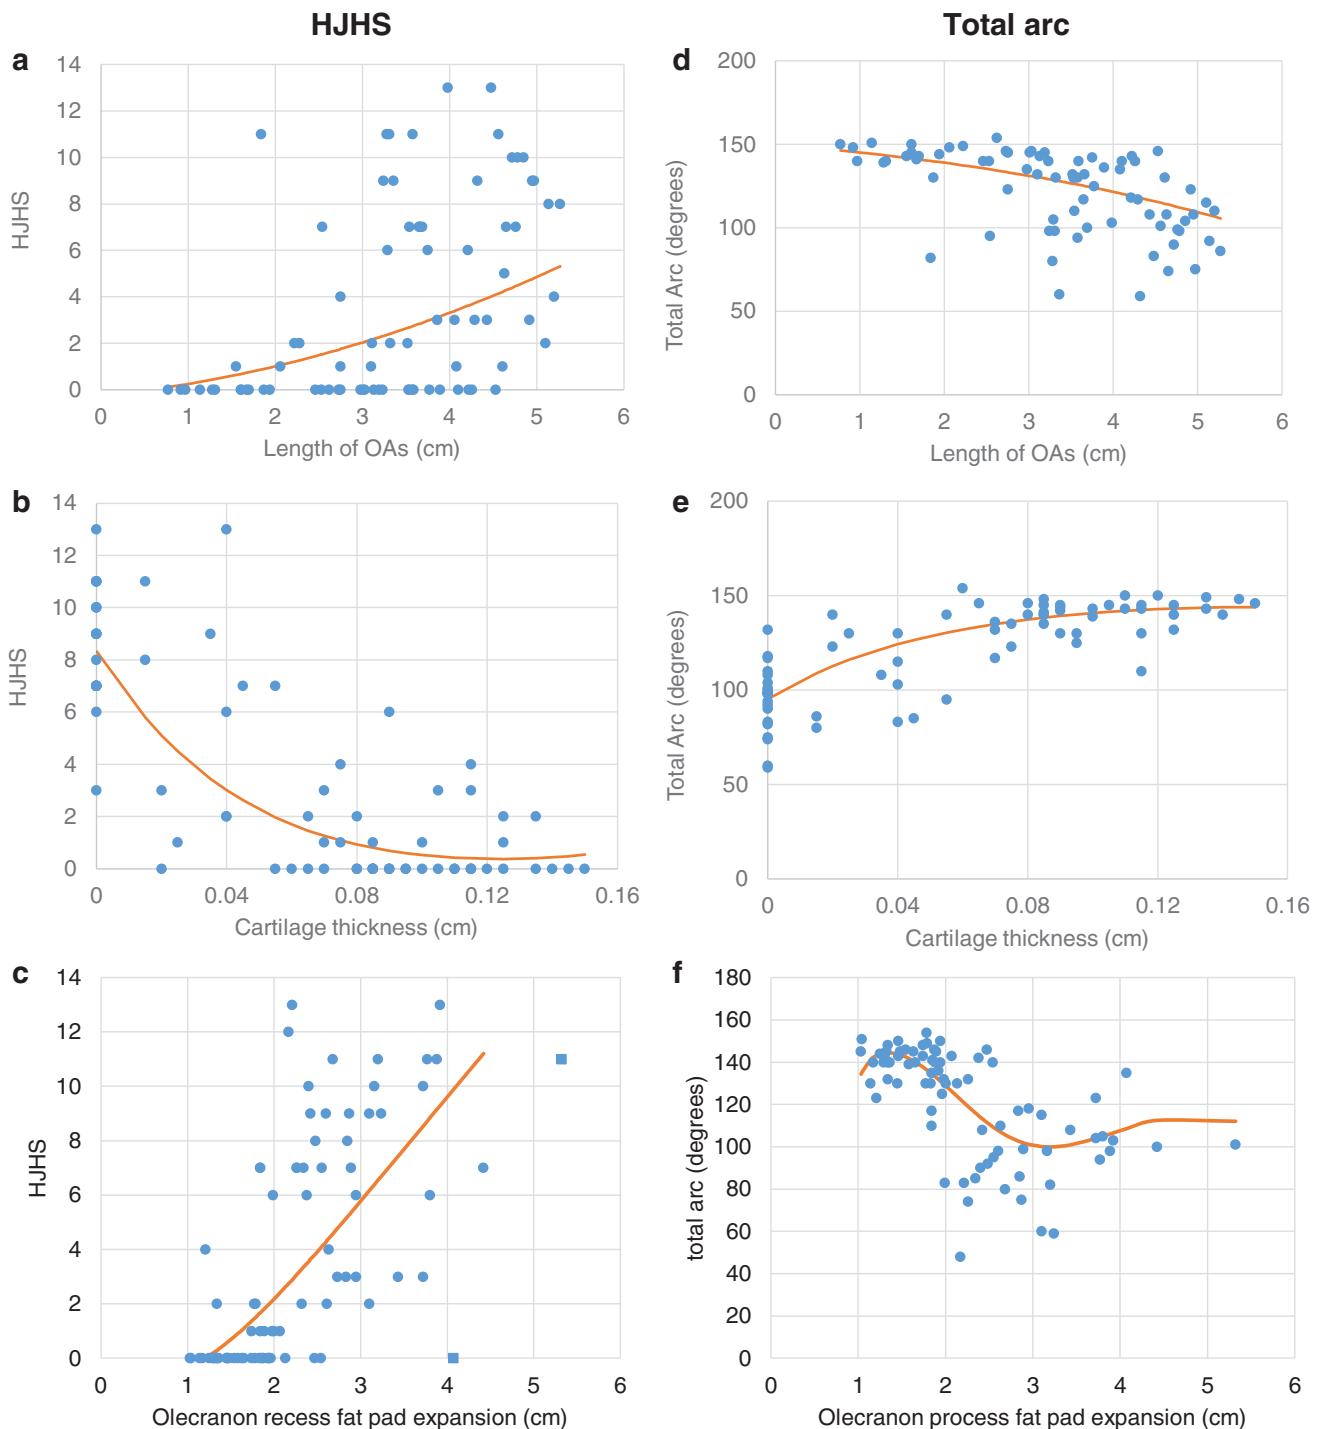 HJHS
Total arc
a
HJHS
14
12
10
8
6
4
2
0
0 1 2 3 4 5 6
Length of OAs (cm)
d
Total Arc (degrees)
200
150
100
50
0
0 1 2 3 4 5 6
Length of OAs (cm)
b
HJHS
14
12
10
8
6
4
2
0
0 0.04 0.08 0.12 0.16
Cartilage thickness (cm)
e
Total Arc (degrees)
200
150
100
50
0
0 0.04 0.08 0.12 0.16
Cartilage thickness (cm)
c
HJHS
14
12
10
8
6
4
2
0
0 1 2 3 4 5 6
Olecranon recess fat pad expansion (cm)
f
total arc (degrees)
180
160
140
120
100
80
60
40
20
0
0 1 2 3 4 5 6
Olecranon process fat pad expansion (cm)